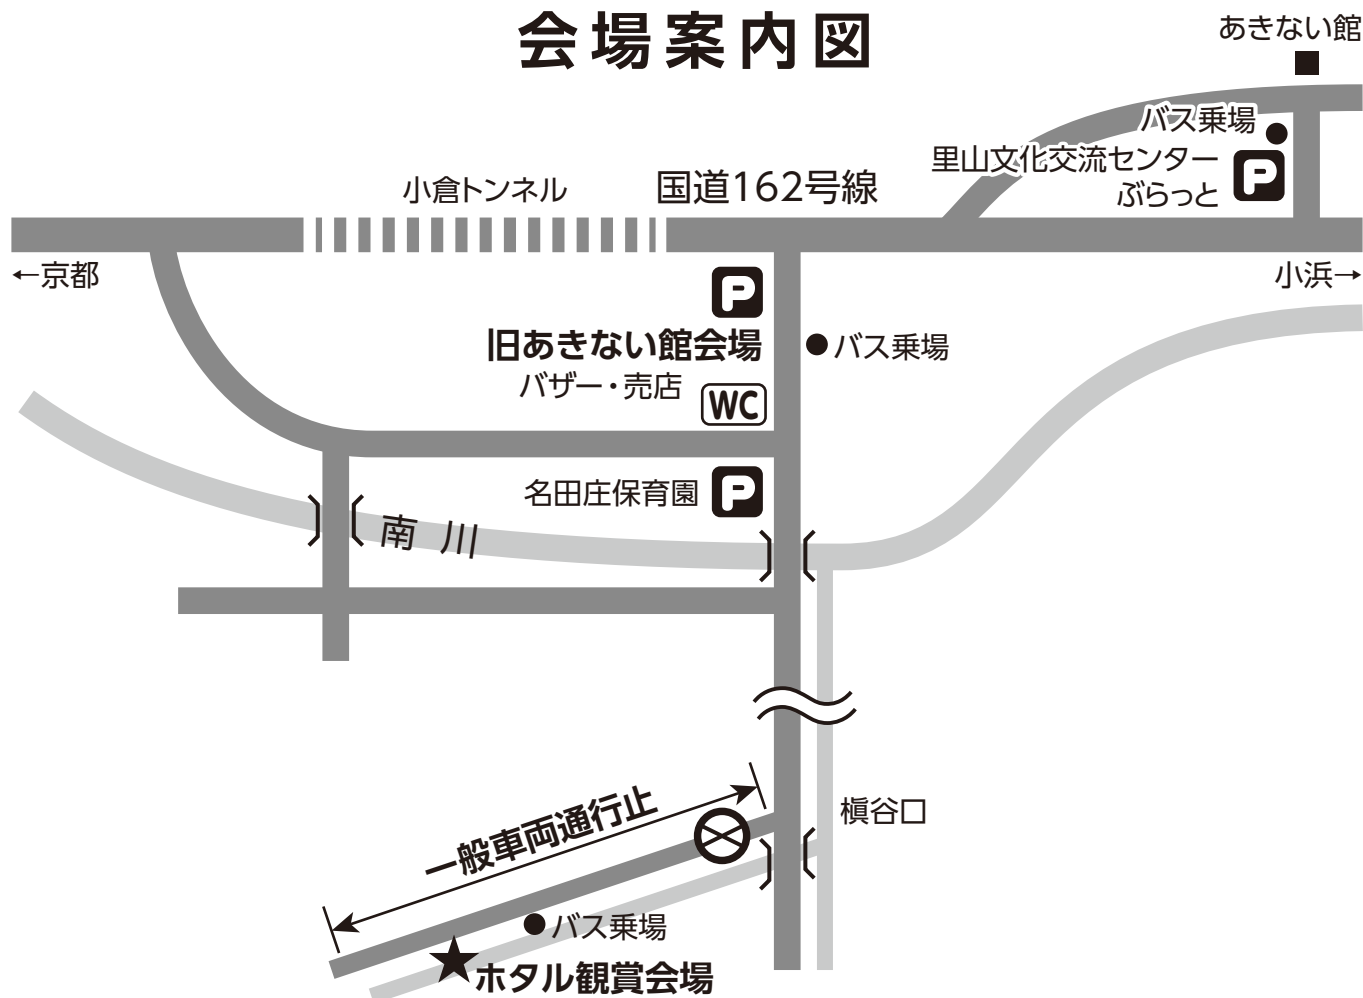 会場案内図
あきない館
バス乗場
里山文化交流センター
ぶらっと
P
小倉トンネル
国道162号線
←京都
小浜→
P
旧あきない館会場
バス乗場
バザー・売店
WC
名田庄保育園
P
南川
槇谷口
一般車両通行止
バス乗場
ホタル観賞会場